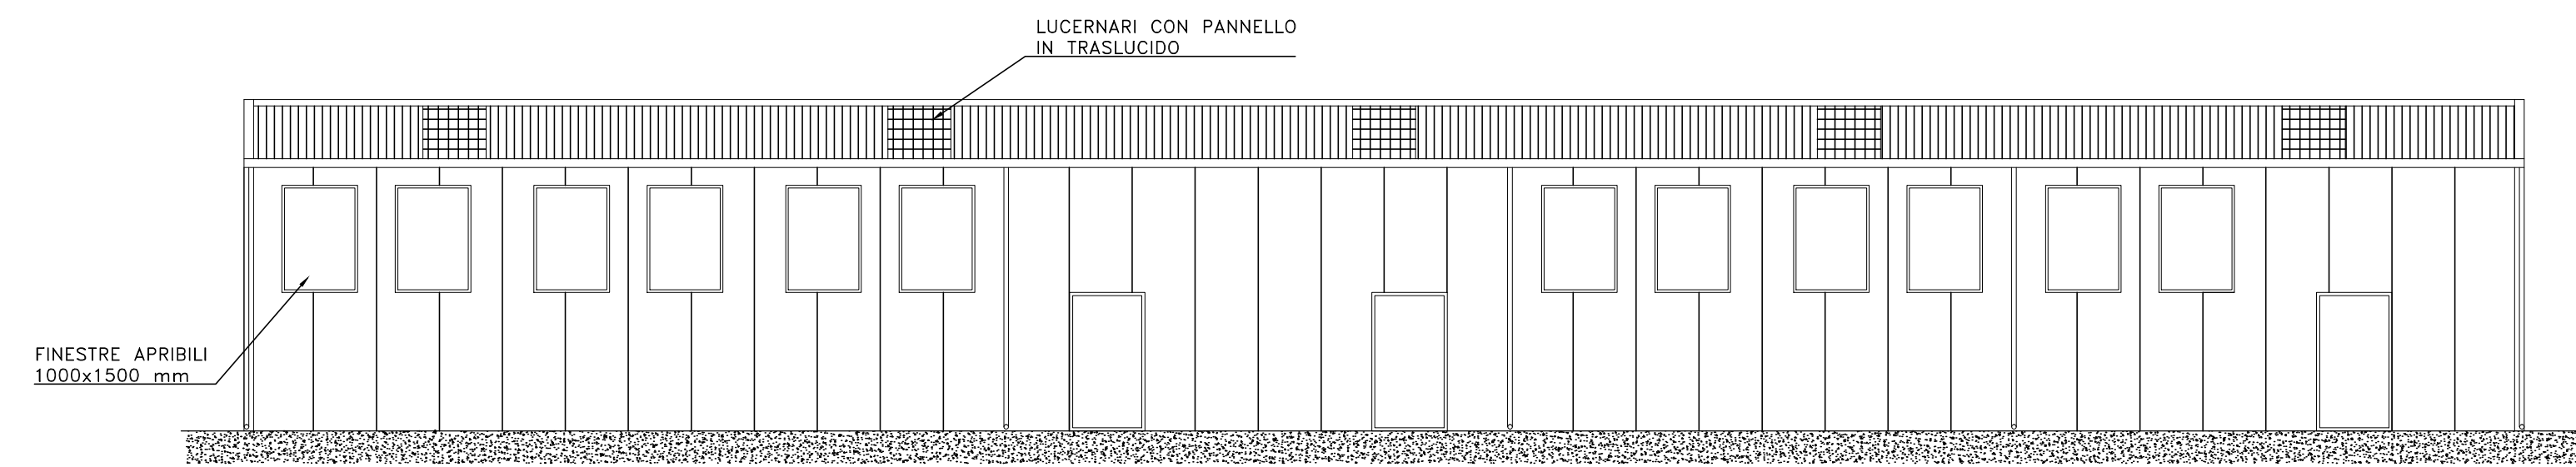 LUCERNARI CON PANNELLO
IN TRASLUCIDO
FINESTRE APRIBILI
1000x1500 mm